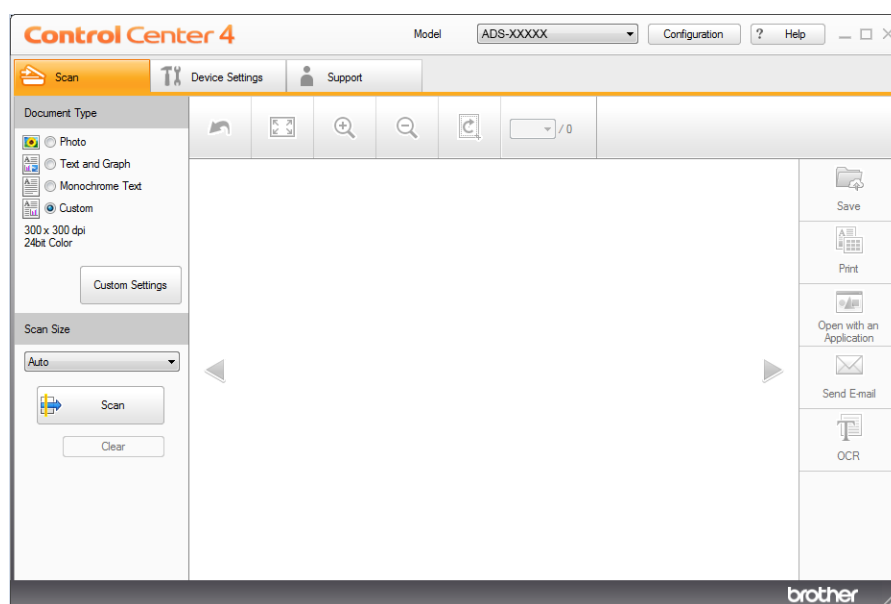 Control Center 4
Model
ADS-XXXXX
Configuration
? Help
Scan
Device Settings
Support
Document Type
Photo
Text and Graph
Monochrome Text
Custom
300 x 300 dpi
24bit Color
Custom Settings
Scan Size
Auto
Scan
Clear
/ 0
Save
Print
Open with an
Application
Send E-mail
OCR
brother